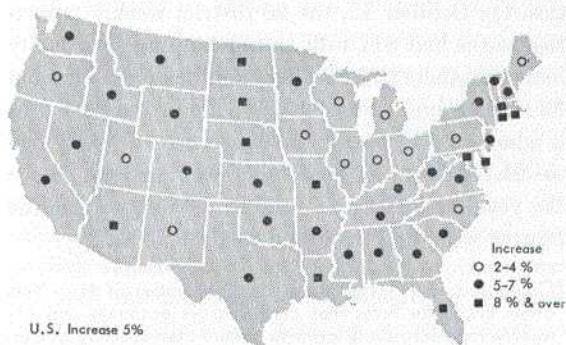 Increase
2-4 %
5-7 %
8 % & over
U.S. Increase 5%